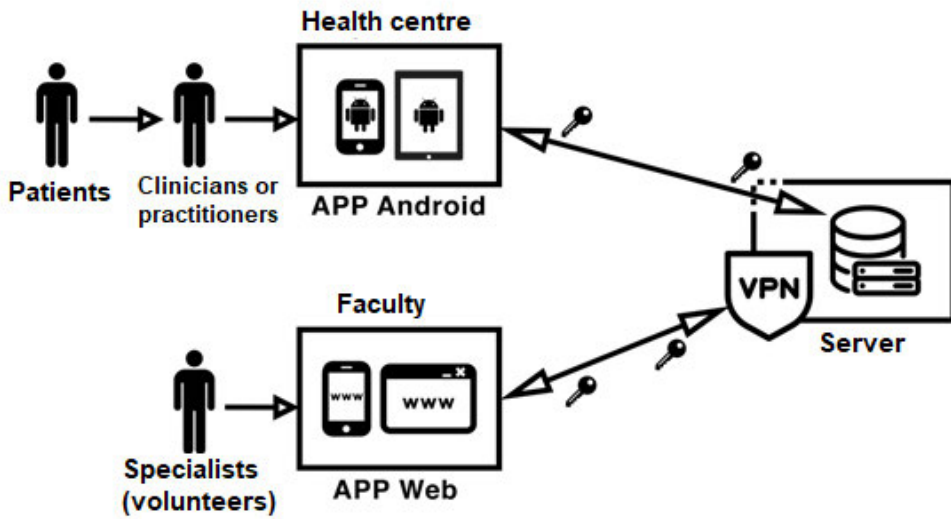 Health centre
Patients
Clinicians or
practitioners
APP Android
VPN
Server
Faculty
www
www
Specialists
(volunteers)
APP Web